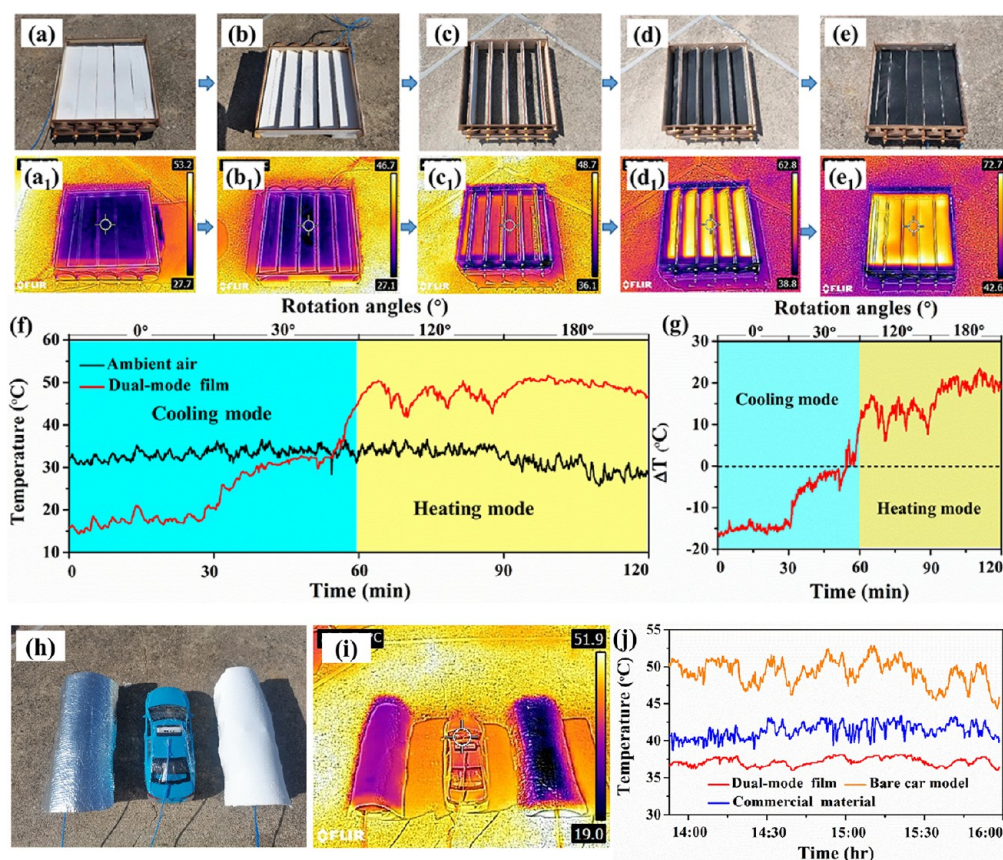 (a)
(b)
(c)
(d)
(e)
(a1)
53.2
27.7
FLIR
(b1)
46.7
27.1
FLIR
(c1)
48.7
36.1
FLIR
(d1)
62.8
38.8
FLIR
(e1)
72.7
42.6
FLIR
Rotation angles (°)
(f)
0° 30° 120° 180°
60
50
40
30
20
10
Temperature (°C)
Ambient air
Dual-mode film
Cooling mode
Heating mode
0 30 60 90 120
Time (min)
Rotation angles (°)
(g)
0° 30° 120° 180°
30
20
10
0
-10
-20
ΔT (°C)
Cooling mode
Heating mode
0 30 60 90 120
Time (min)
(h)
(i)
°C
51.9
19.0
FLIR
(j)
55
50
45
40
35
30
Temperature (°C)
Dual-mode film
Bare car model
Commercial material
14:00 14:30 15:00 15:30 16:00
Time (hr)